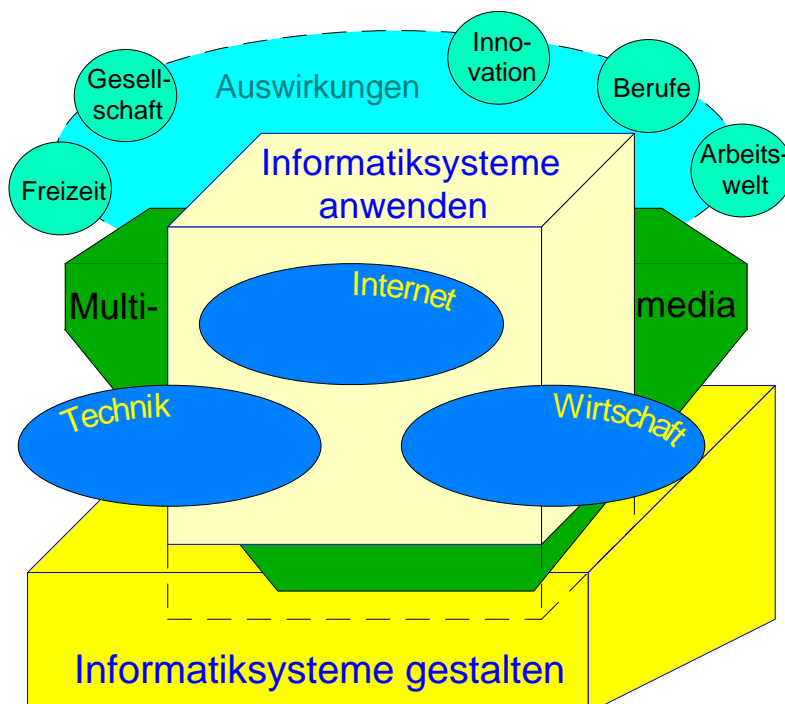 Inno-
vation
Gesell-
schaft
Auswirkungen
Berufe
Arbeits-
welt
Freizeit
Informatiksysteme
anwenden
Internet
Multi-
media
Technik
Wirtschaft
Informatiksysteme gestalten